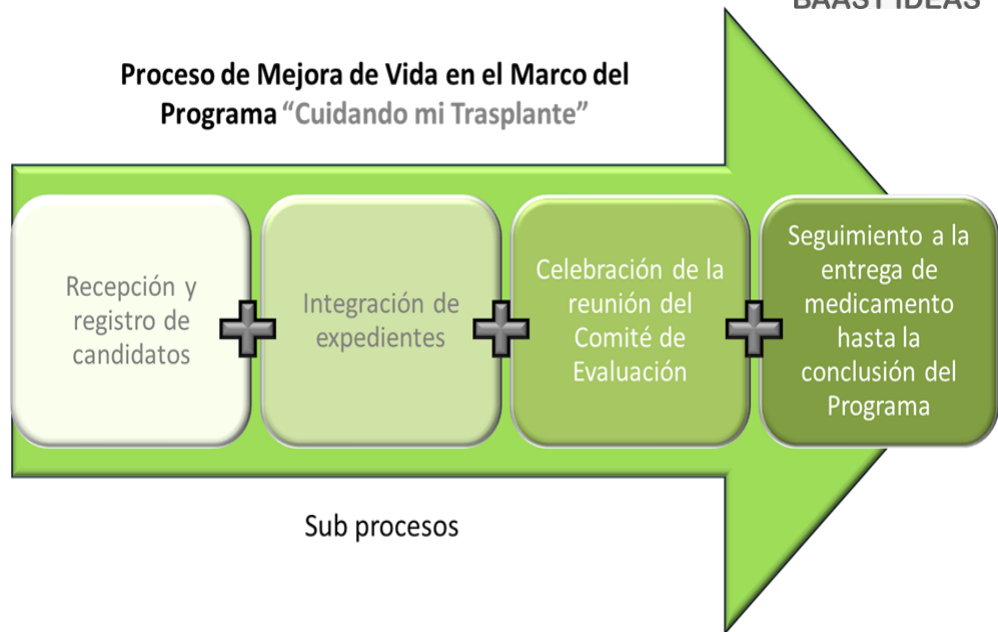 BAAST IDEAS
Proceso de Mejora de Vida en el Marco del
Programa “Cuidando mi Trasplante”
Recepción y
registro de
candidatos
Integración de
expedientes
Celebración de la
reunión del
Comité de
Evaluación
Seguimiento a la
entrega de
medicamento
hasta la
conclusión del
Programa
Sub procesos